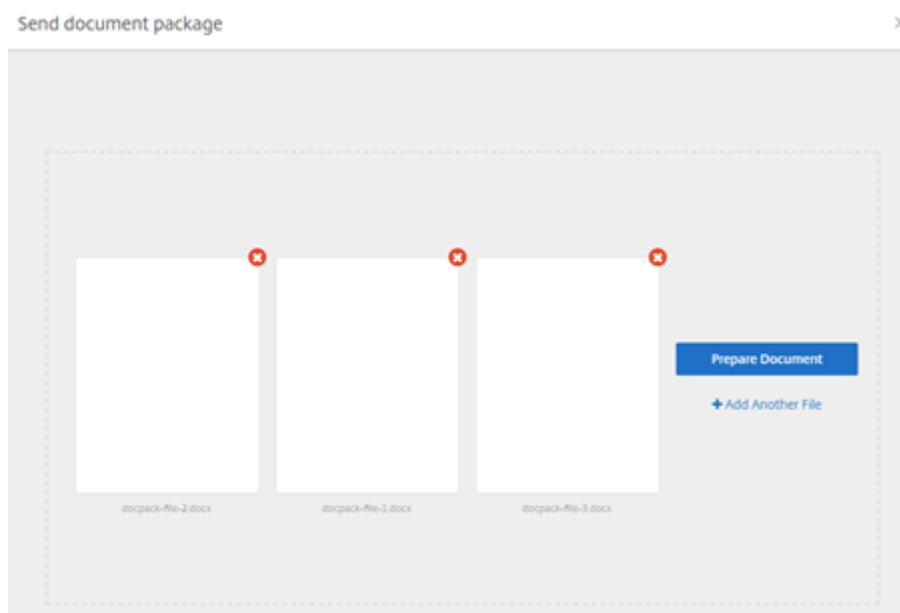 Send document package
Prepare Document
+ Add Another File
docpack-file-2.docx
docpack-file-1.docx
docpack-file-3.docx